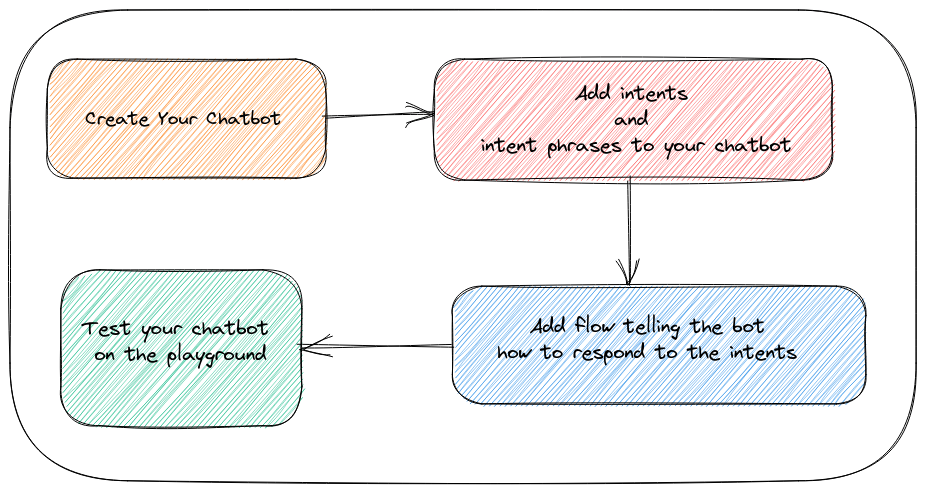 Create Your Chatbot
Add intents
and
intent phrases to your chatbot
Add flow telling the bot
how to respond to the intents
Test your chatbot
on the playground